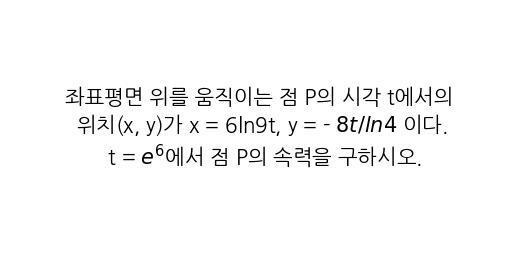 좌표평면 위를 움직이는 점 P의 시각 t에서의
위치(x, y)가 x = 6ln9t, y = - 8t/ln4 이다.
t = e⁶에서 점 P의 속력을 구하시오.